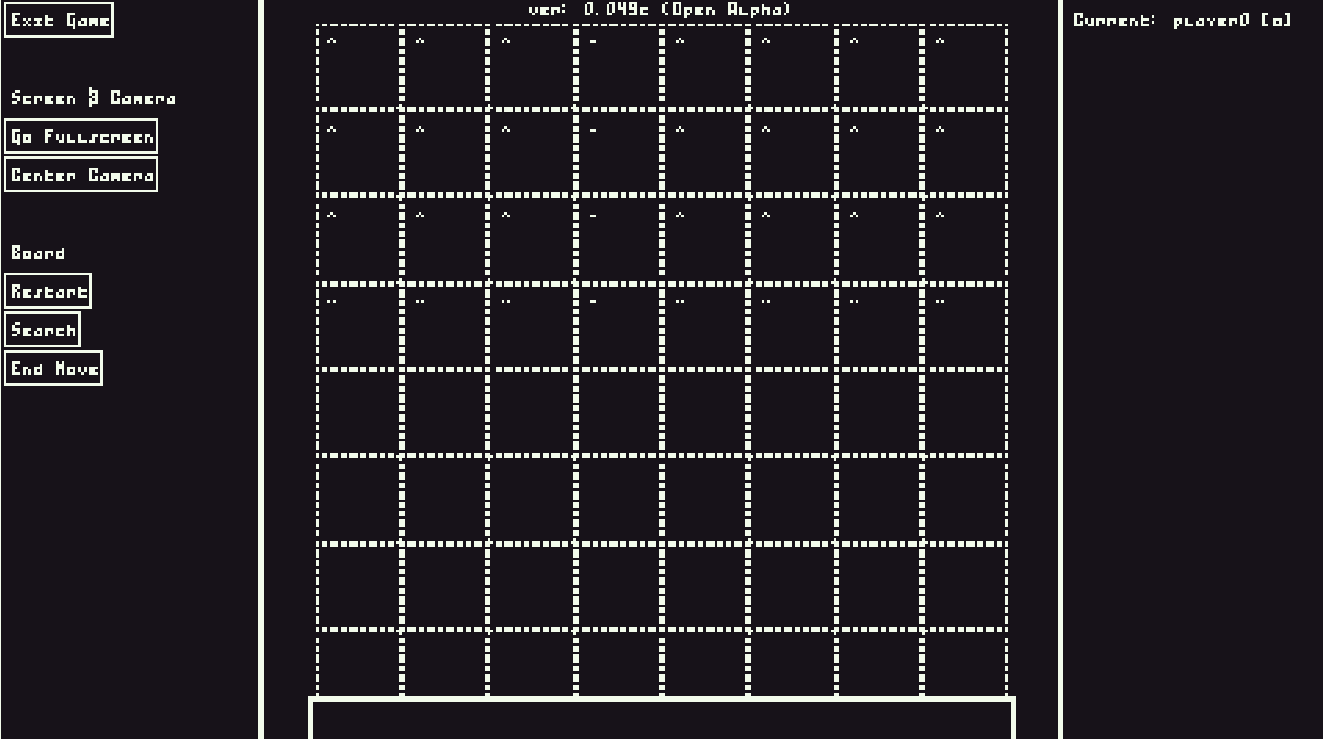 Exit Game
ver: 0.049c (Open Alpha)
Current: player0 [o]
^ ^ ^ - ^ ^ ^ ^
Screen & Camera
^ ^ ^ - ^ ^ ^ ^
Go Fullscreen
Center Camera
^ ^ ^ - ^ ^ ^ ^
Board
Restart
.. .. .. - .. .. .. ..
Search
End Move